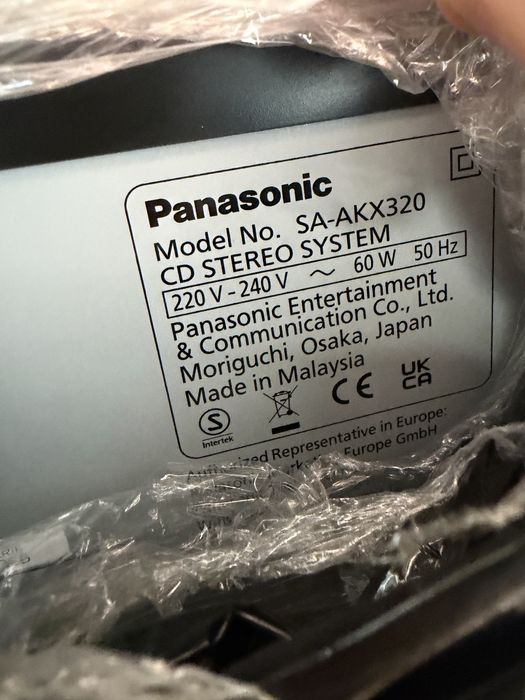 Panasonic
Model No. SA-AKX320
CD STEREO SYSTEM
220 V - 240 V ～ 60 W 50 Hz
Panasonic Entertainment
& Communication Co., Ltd.
Moriguchi, Osaka, Japan
Made in Malaysia
S
Intertek
CE
UK
CA
Representative in Europe:
Europe GmbH